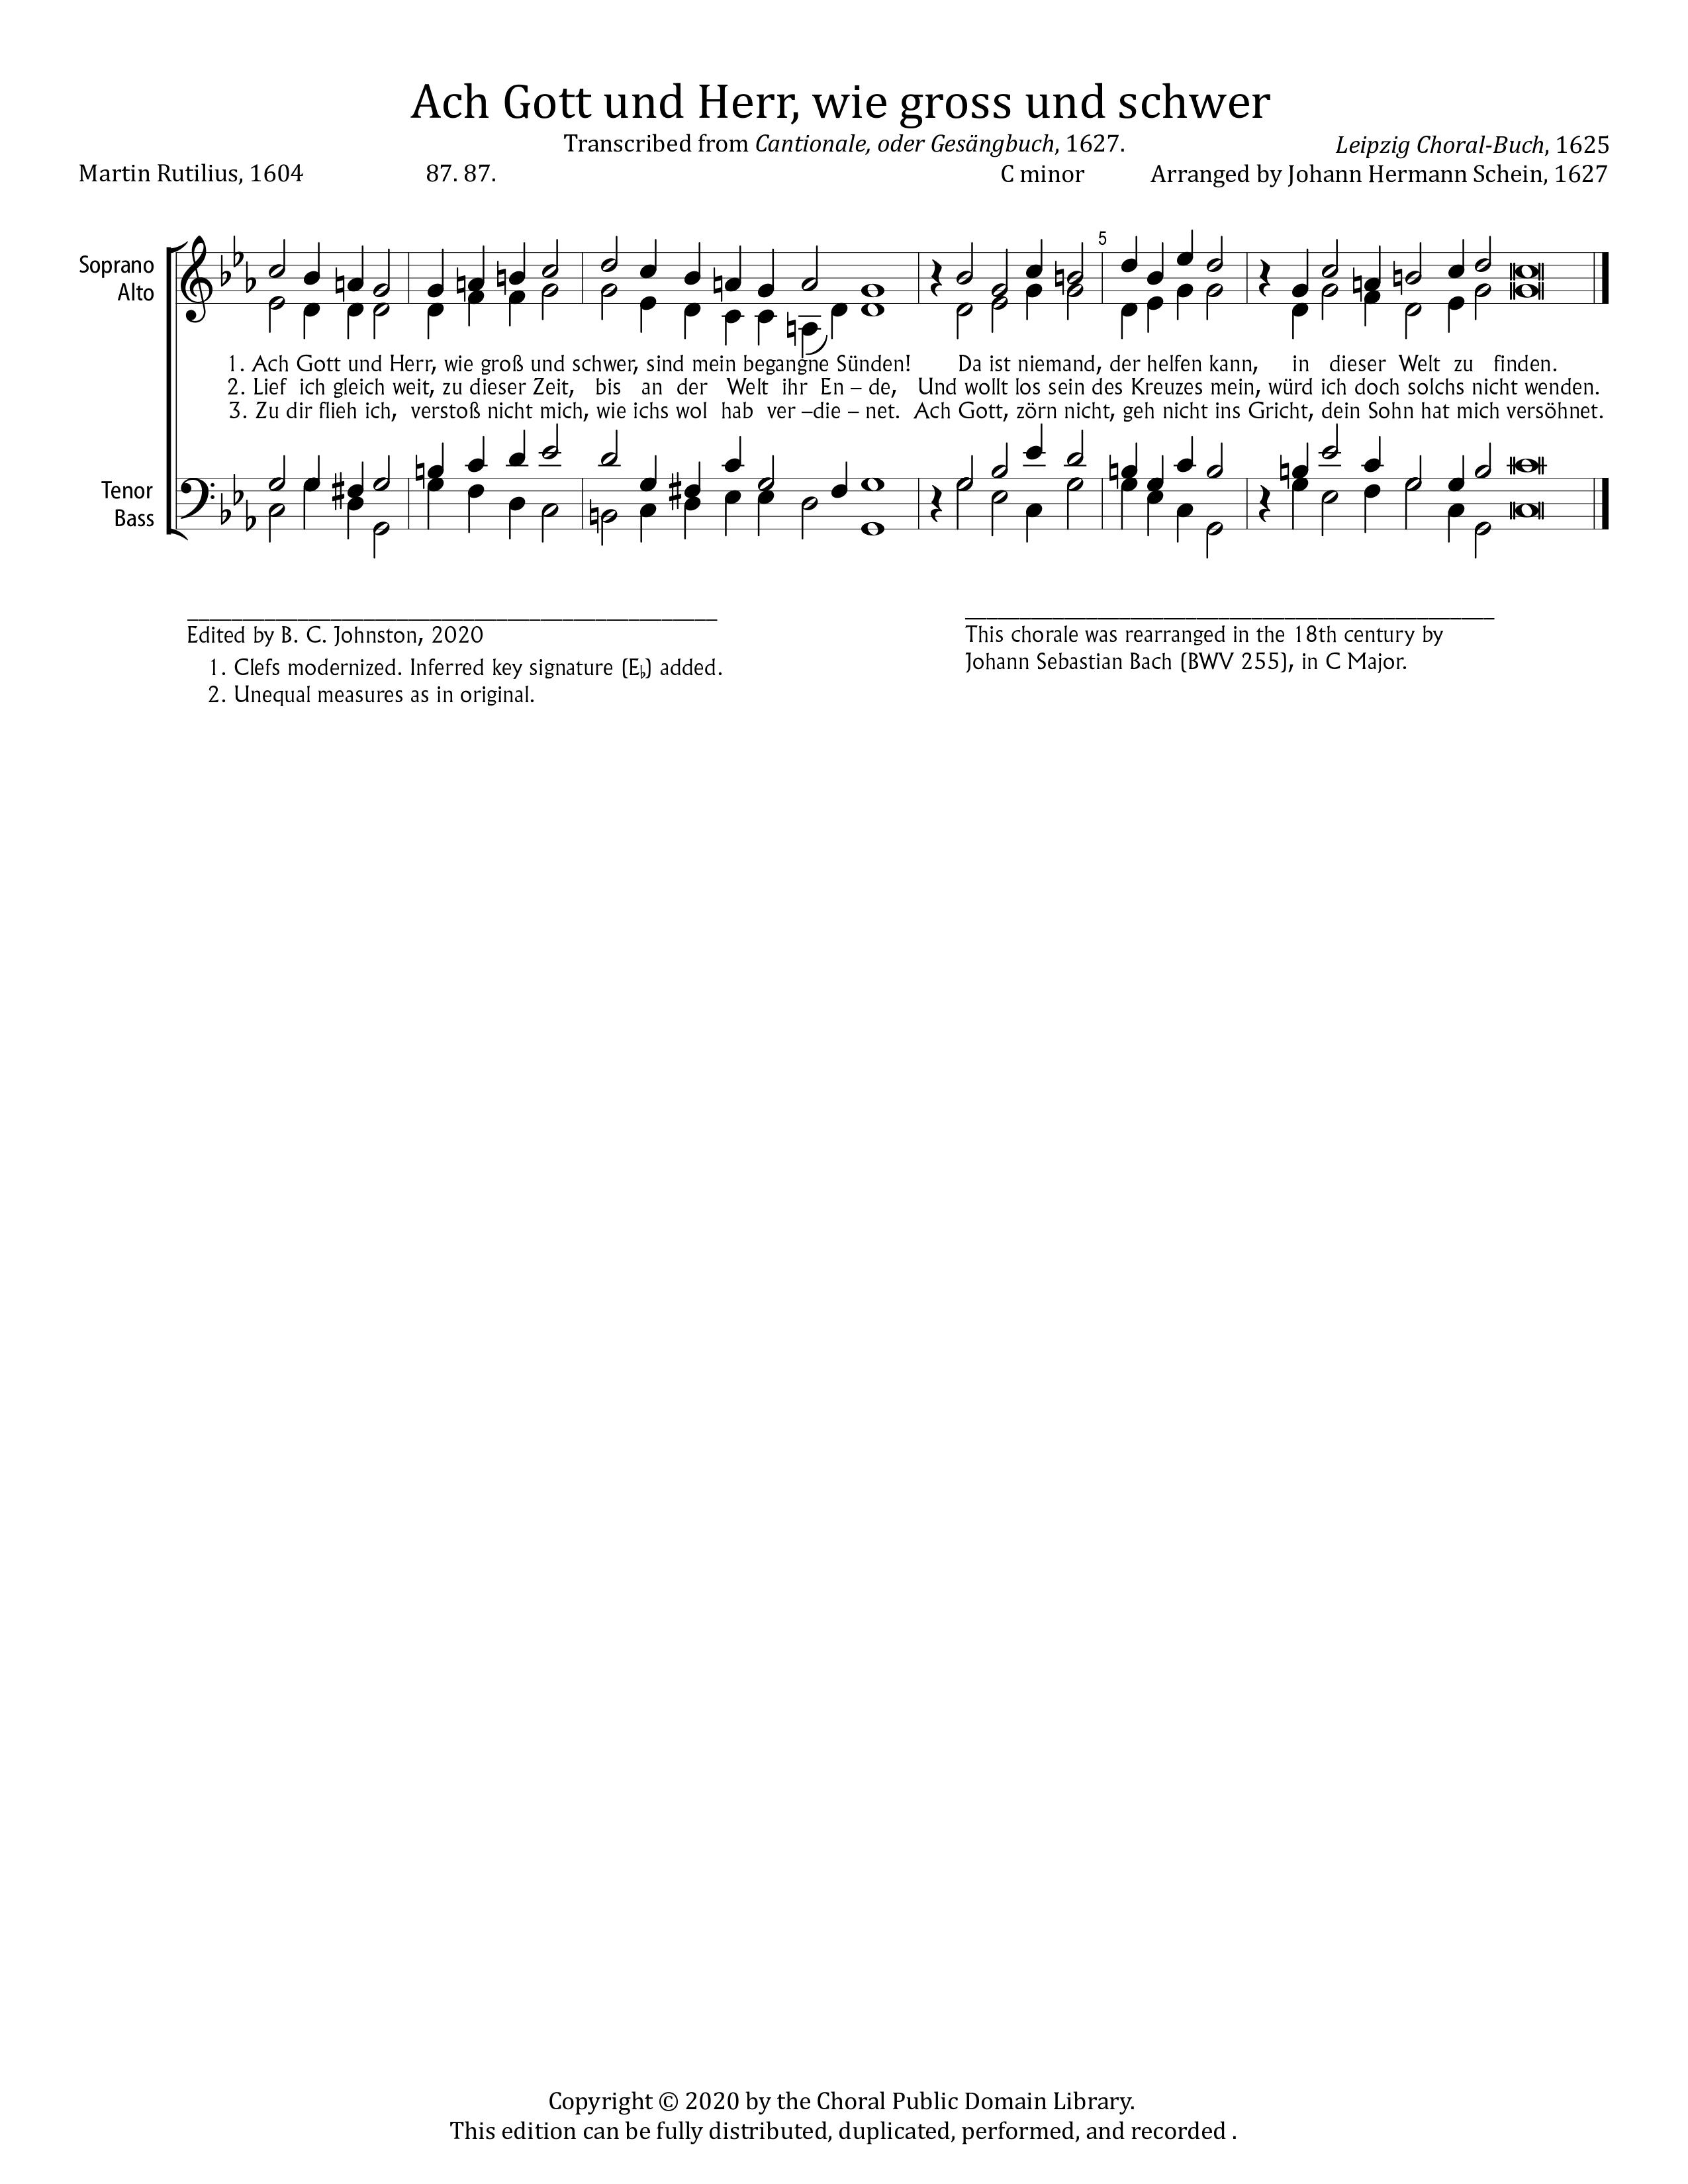 Ach Gott und Herr, wie gross und schwer
Transcribed from Cantionale, oder Gesängbuch, 1627.
Leipzig Choral-Buch, 1625
Martin Rutilius, 1604
87. 87.
C minor
Arranged by Johann Hermann Schein, 1627
5
Soprano
Alto
1. Ach Gott und Herr, wie groß und schwer, sind mein begangne Sünden! Da ist niemand, der helfen kann, in dieser Welt zu finden.
2. Lief ich gleich weit, zu dieser Zeit, bis an der Welt ihr En – de, Und wollt los sein des Kreuzes mein, würd ich doch solchs nicht wenden.
3. Zu dir flieh ich, verstoß nicht mich, wie ichs wol hab ver –die – net. Ach Gott, zörn nicht, geh nicht ins Gricht, dein Sohn hat mich versöhnet.
Tenor
Bass
Edited by B. C. Johnston, 2020
1. Clefs modernized. Inferred key signature (E♭) added.
2. Unequal measures as in original.
This chorale was rearranged in the 18th century by
Johann Sebastian Bach (BWV 255), in C Major.
Copyright © 2020 by the Choral Public Domain Library.
This edition can be fully distributed, duplicated, performed, and recorded .